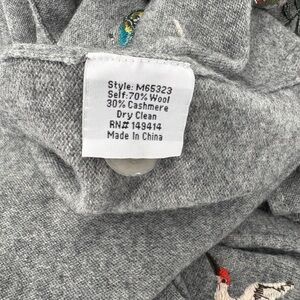 Style: M65323
Self:70% Wool
30% Cashmere
Dry Clean
RN# 149414
Made In China